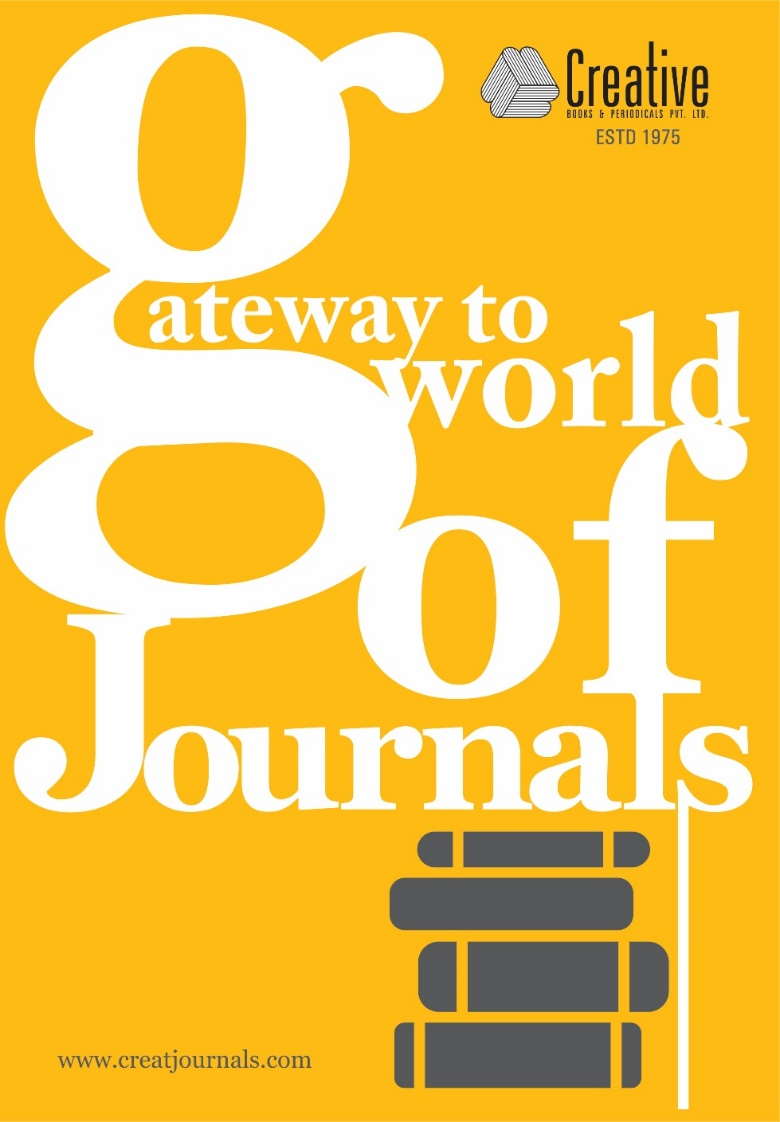 Creative
BOOKS & PERIODICALS PVT. LTD.
ESTD 1975
gateway to
world
of
Journals
www.creatjournals.com